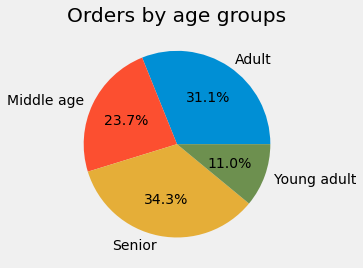 Orders by age groups
Adult
31.1%
Middle age
23.7%
Senior
34.3%
Young adult
11.0%